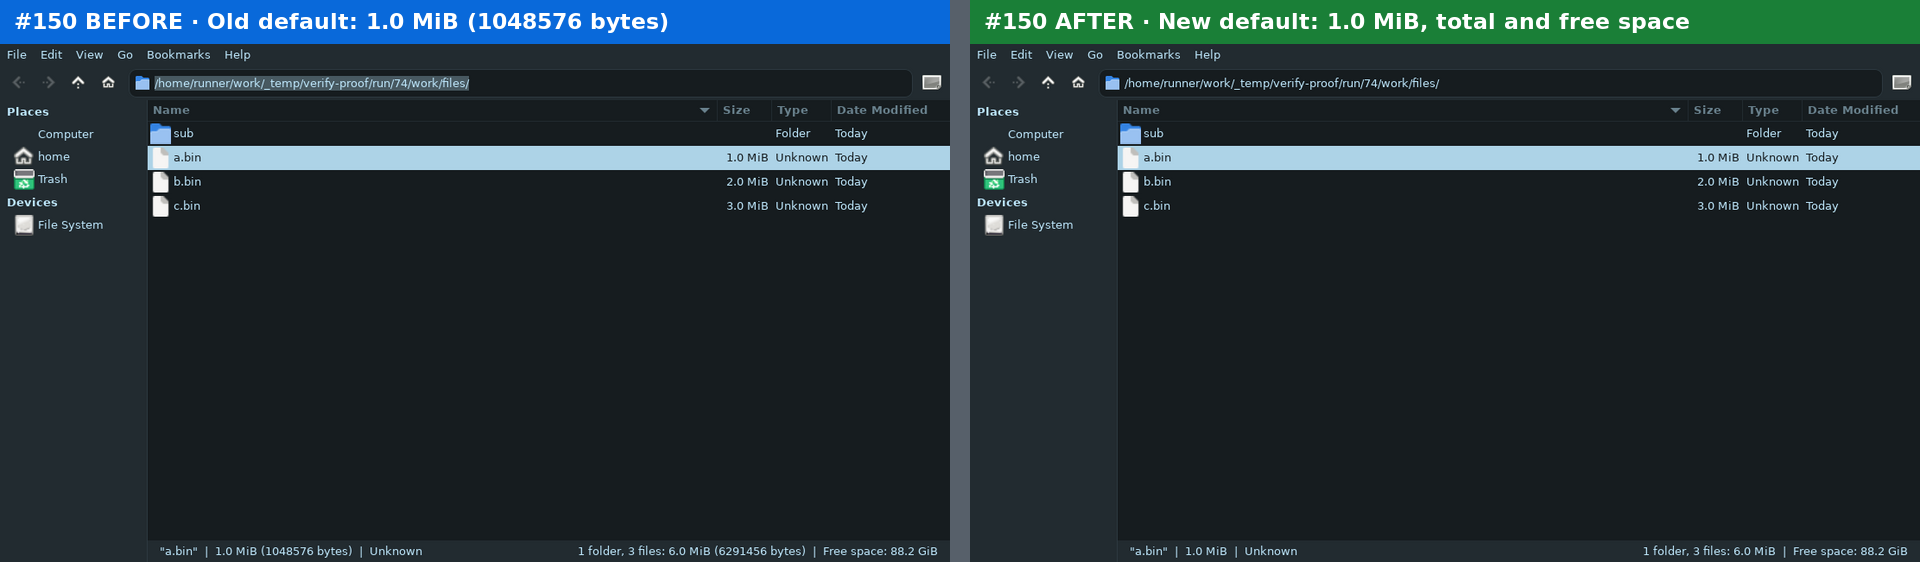 #150 BEFORE · Old default: 1.0 MiB (1048576 bytes)
File Edit View Go Bookmarks Help
/home/runner/work/_temp/verify-proof/run/74/work/files/
Places
Computer
home
Trash
Devices
File System
Name Size Type Date Modified
sub Folder Today
a.bin 1.0 MiB Unknown Today
b.bin 2.0 MiB Unknown Today
c.bin 3.0 MiB Unknown Today
"a.bin" | 1.0 MiB (1048576 bytes) | Unknown 1 folder, 3 files: 6.0 MiB (6291456 bytes) | Free space: 88.2 GiB
#150 AFTER · New default: 1.0 MiB, total and free space
File Edit View Go Bookmarks Help
/home/runner/work/_temp/verify-proof/run/74/work/files/
Places
Computer
home
Trash
Devices
File System
Name Size Type Date Modified
sub Folder Today
a.bin 1.0 MiB Unknown Today
b.bin 2.0 MiB Unknown Today
c.bin 3.0 MiB Unknown Today
"a.bin" | 1.0 MiB | Unknown 1 folder, 3 files: 6.0 MiB | Free space: 88.2 GiB